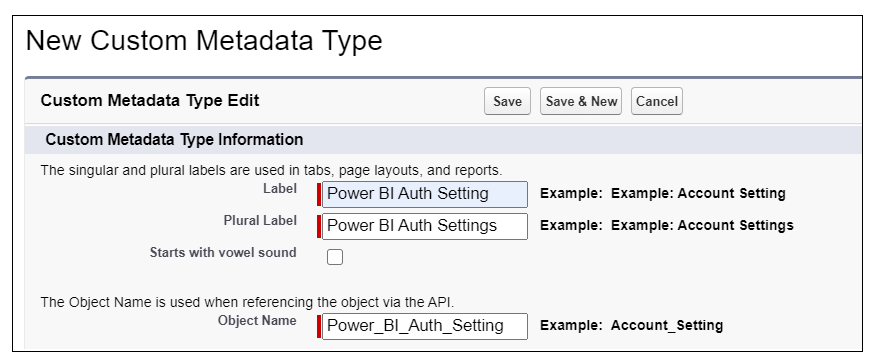 New Custom Metadata Type
Custom Metadata Type Edit Save Save & New Cancel
Custom Metadata Type Information
The singular and plural labels are used in tabs, page layouts, and reports.
Label Power BI Auth Setting Example: Example: Account Setting
Plural Label Power BI Auth Settings Example: Example: Account Settings
Starts with vowel sound
The Object Name is used when referencing the object via the API.
Object Name Power_BI_Auth_Setting Example: Account_Setting